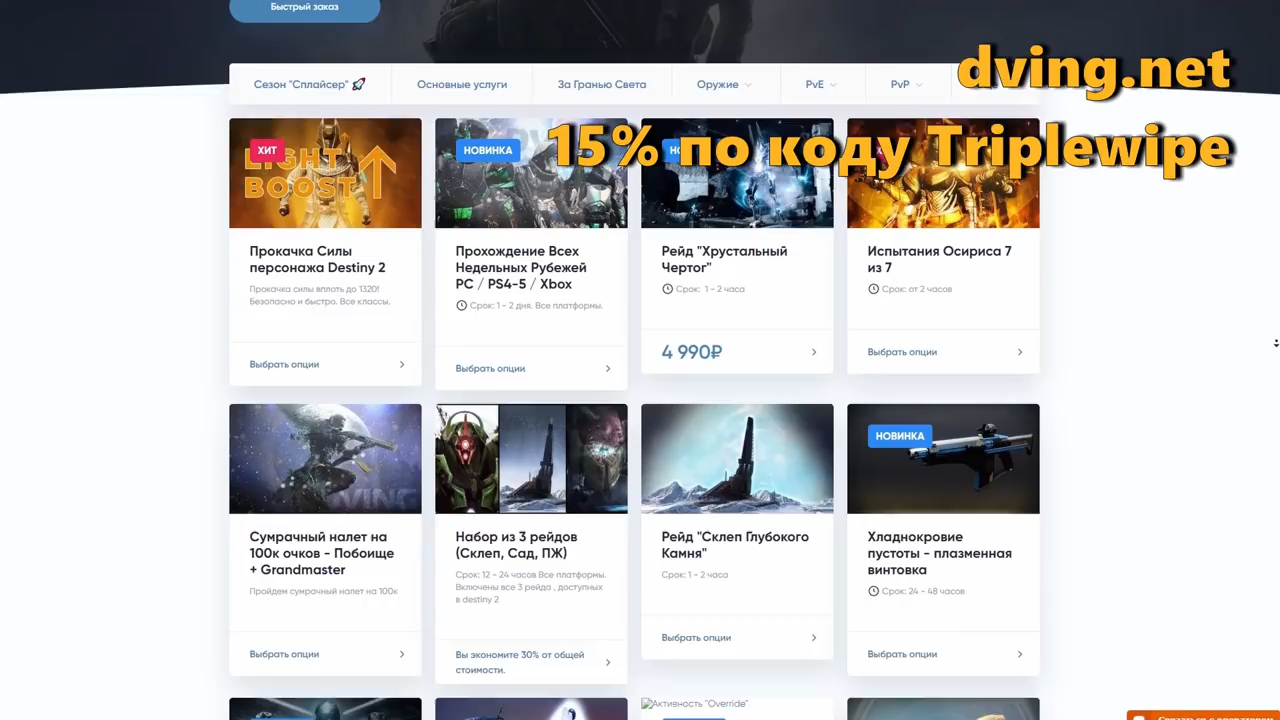 Быстрый заказ
dving.net
Сезон "Сплайсер" 🚀
Основные услуги
За Гранью Света
Оружие
PvE
PvP
15% по коду Triplewipe
ХИТ
LIGHT
BOOST
НОВИНКА
Прокачка Силы
персонажа Destiny 2
Прокачка силы вплоть до 1320!
Безопасно и быстро. Все классы.
Выбрать опции
Прохождение Всех
Недельных Рубежей
PC / PS4-5 / Xbox
Срок: 1 - 2 дня. Все платформы.
Выбрать опции
Рейд "Хрустальный
Чертог"
Срок: 1 - 2 часа
4 990₽
Испытания Осириса 7
из 7
Срок: от 2 часов
Выбрать опции
DVING
Сумрачный налет на
100к очков - Побоище
+ Grandmaster
Пройдем сумрачный налет на 100к
Выбрать опции
Набор из 3 рейдов
(Склеп, Сад, ПЖ)
Срок: 12 - 24 часов Все платформы.
Включены все 3 рейда , доступных
в destiny 2
Вы экономите 30% от общей
стоимости.
Рейд "Склеп Глубокого
Камня"
Срок: 1 - 2 часа
Выбрать опции
НОВИНКА
Хладнокровие
пустоты - плазменная
винтовка
Срок: 24 - 48 часов
Выбрать опции
Активность "Override"